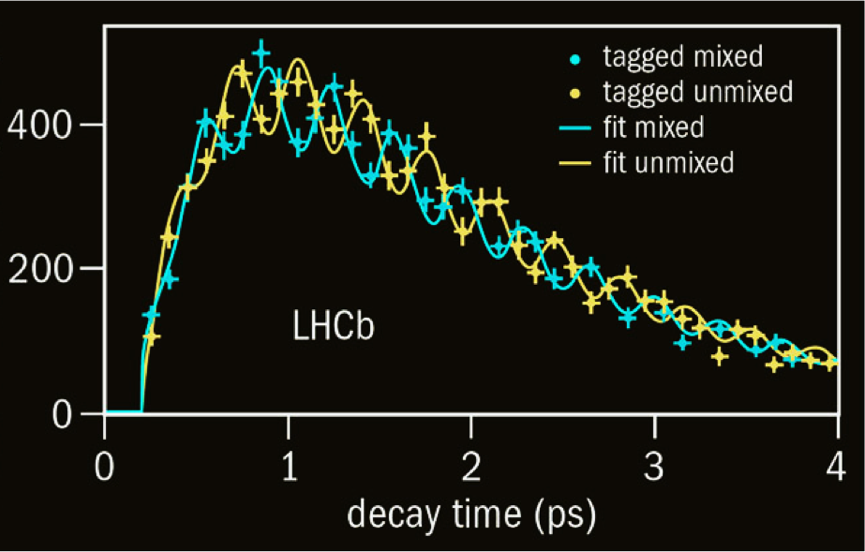 tagged mixed
tagged unmixed
fit mixed
fit unmixed
400
200
0
LHCb
0 1 2 3 4
decay time (ps)